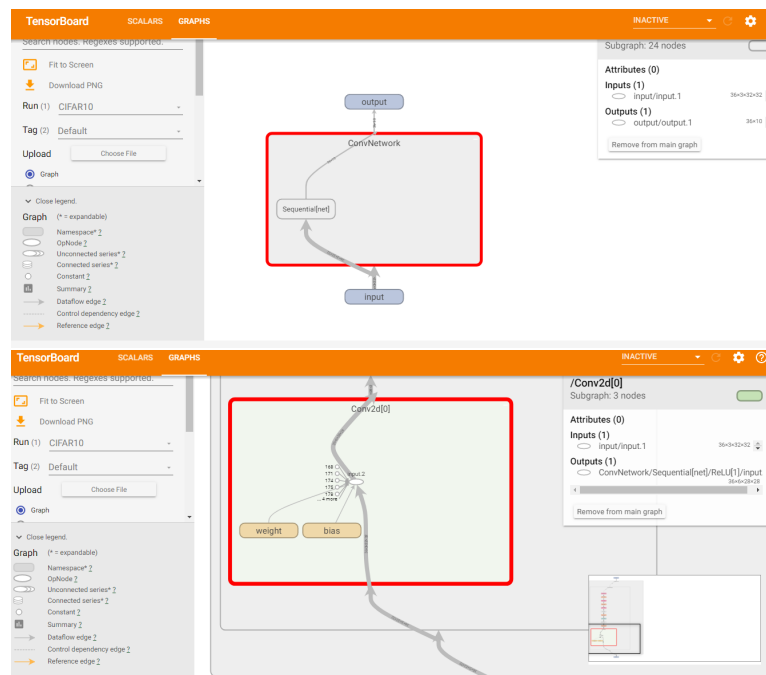 TensorBoard SCALARS GRAPHS INACTIVE
Search nodes. Regexes supported.
Fit to Screen
Download PNG
Run (1) CIFAR10
Tag (2) Default
Upload Choose File
Graph
Close legend.
Graph (* = expandable)
Namespace* ?
OpNode ?
Unconnected series* ?
Connected series* ?
Constant ?
Summary ?
Dataflow edge ?
Control dependency edge ?
Reference edge ?
output
ConvNetwork
Sequential[net]
input
Subgraph: 24 nodes
Attributes (0)
Inputs (1)
input/input.1 36×3×32×32
Outputs (1)
output/output.1 36×10
Remove from main graph
TensorBoard SCALARS GRAPHS INACTIVE
Search nodes. Regexes supported.
Fit to Screen
Download PNG
Run (1) CIFAR10
Tag (2) Default
Upload Choose File
Graph
Close legend.
Graph (* = expandable)
Namespace* ?
OpNode ?
Unconnected series* ?
Connected series* ?
Constant ?
Summary ?
Dataflow edge ?
Control dependency edge ?
Reference edge ?
Conv2d[0]
168
171
174 input.2
175
178
... 4 more
weight bias
/Conv2d[0]
Subgraph: 3 nodes
Attributes (0)
Inputs (1)
input/input.1 36×3×32×32
Outputs (1)
ConvNetwork/Sequential[net]/ReLU[1]/input
36×6×28×28
Remove from main graph